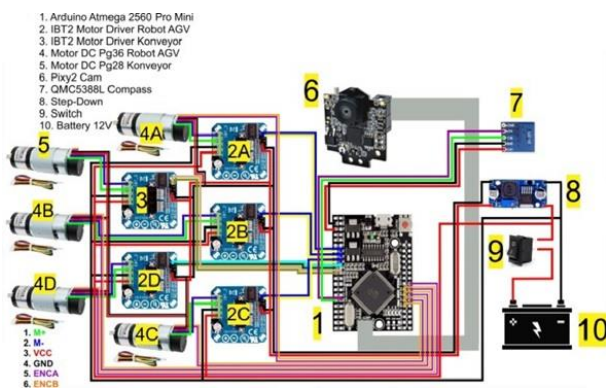 1. Arduino Atmega 2560 Pro Mini
2. IBT2 Motor Driver Robot AGV
3. IBT2 Motor Driver Konveyor
4. Motor DC Pg36 Robot AGV
5. Motor DC Pg28 Konveyor
6. Pixy2 Cam
7. QMC5388L Compass
8. Step-Down
9. Switch
10. Battery 12V
6
7
4A
5
2A
3
8
4B
2B
9
4D
2D
1
4C
2C
10
1. M+
2. M-
3. VCC
4. GND
5. ENCA
6. ENCB